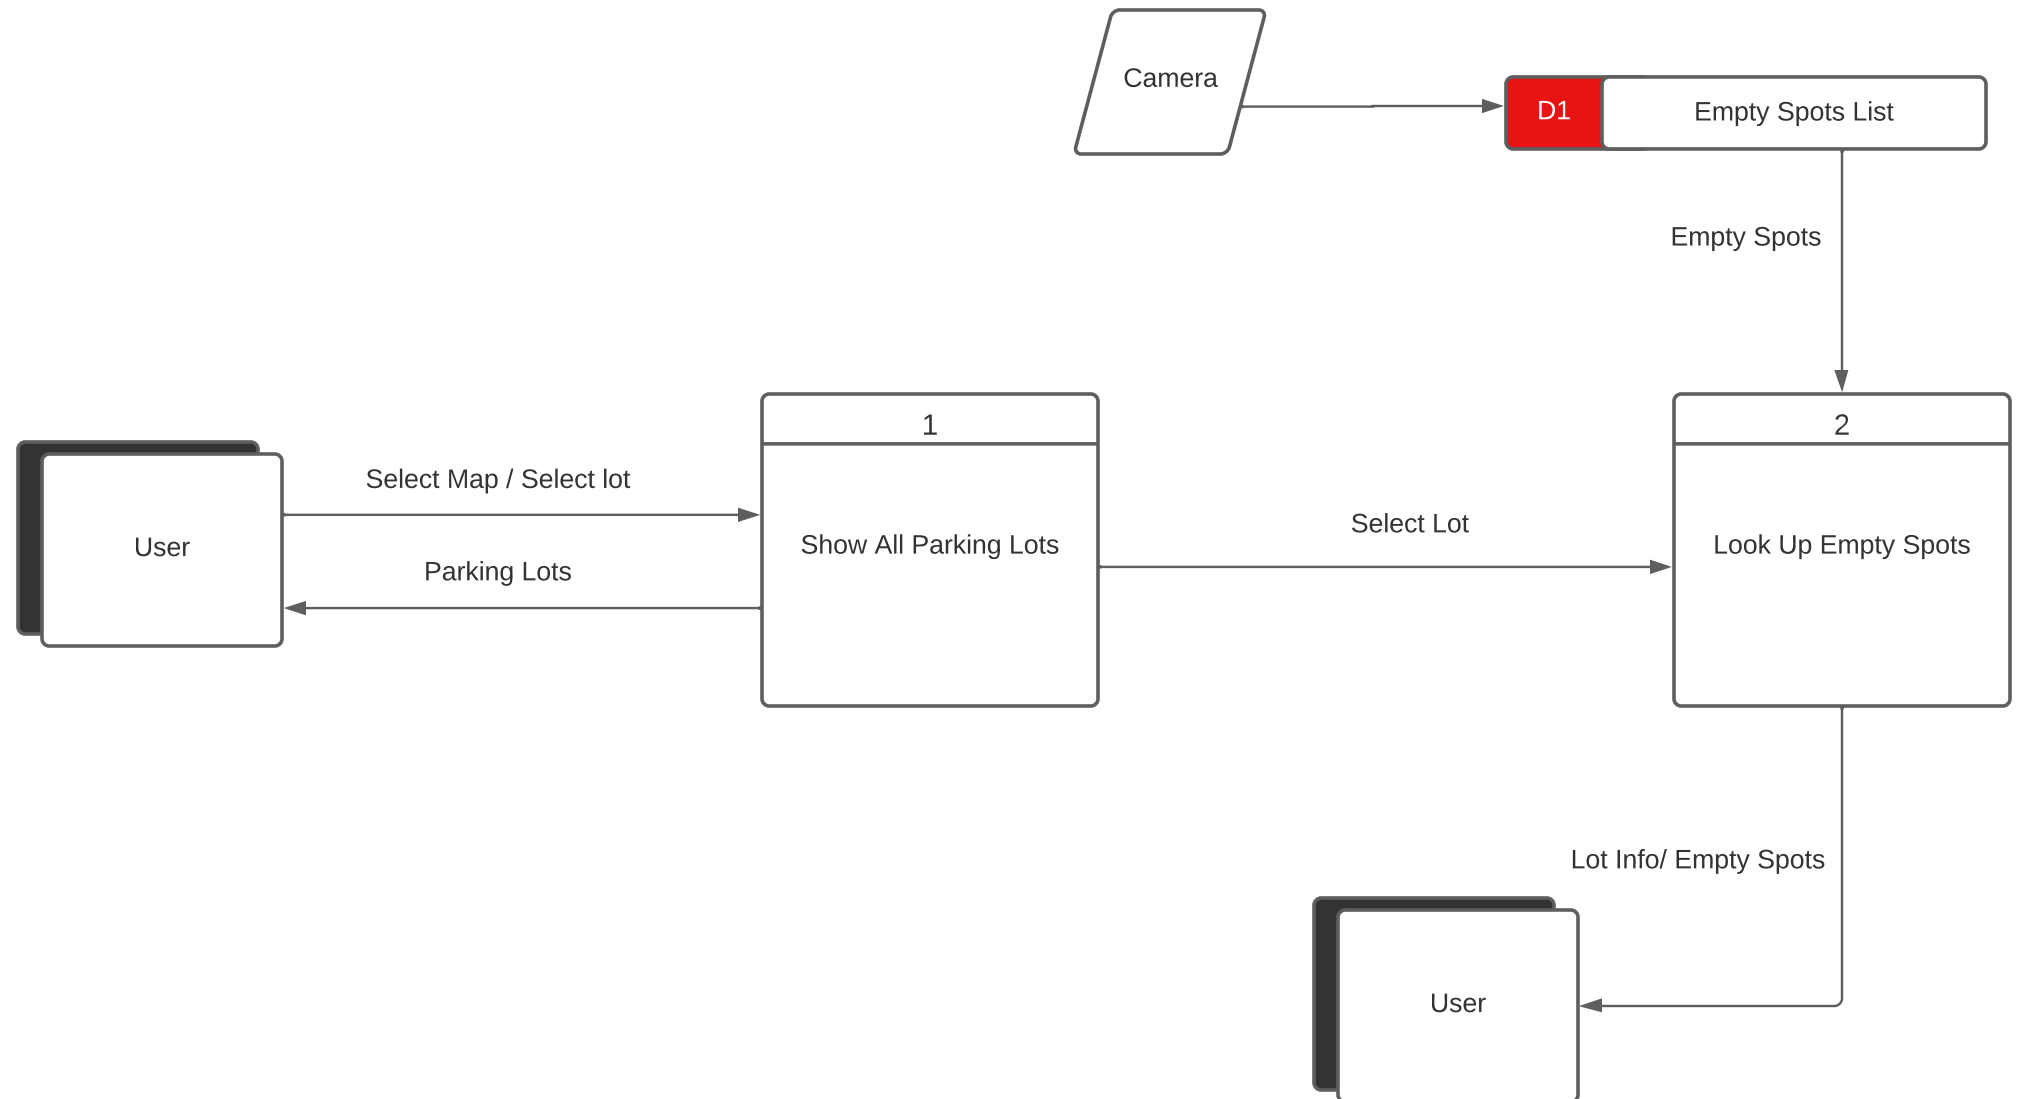 Camera
D1
Empty Spots List
Empty Spots
1
2
Select Map / Select lot
User
Show All Parking Lots
Select Lot
Look Up Empty Spots
Parking Lots
Lot Info/ Empty Spots
User